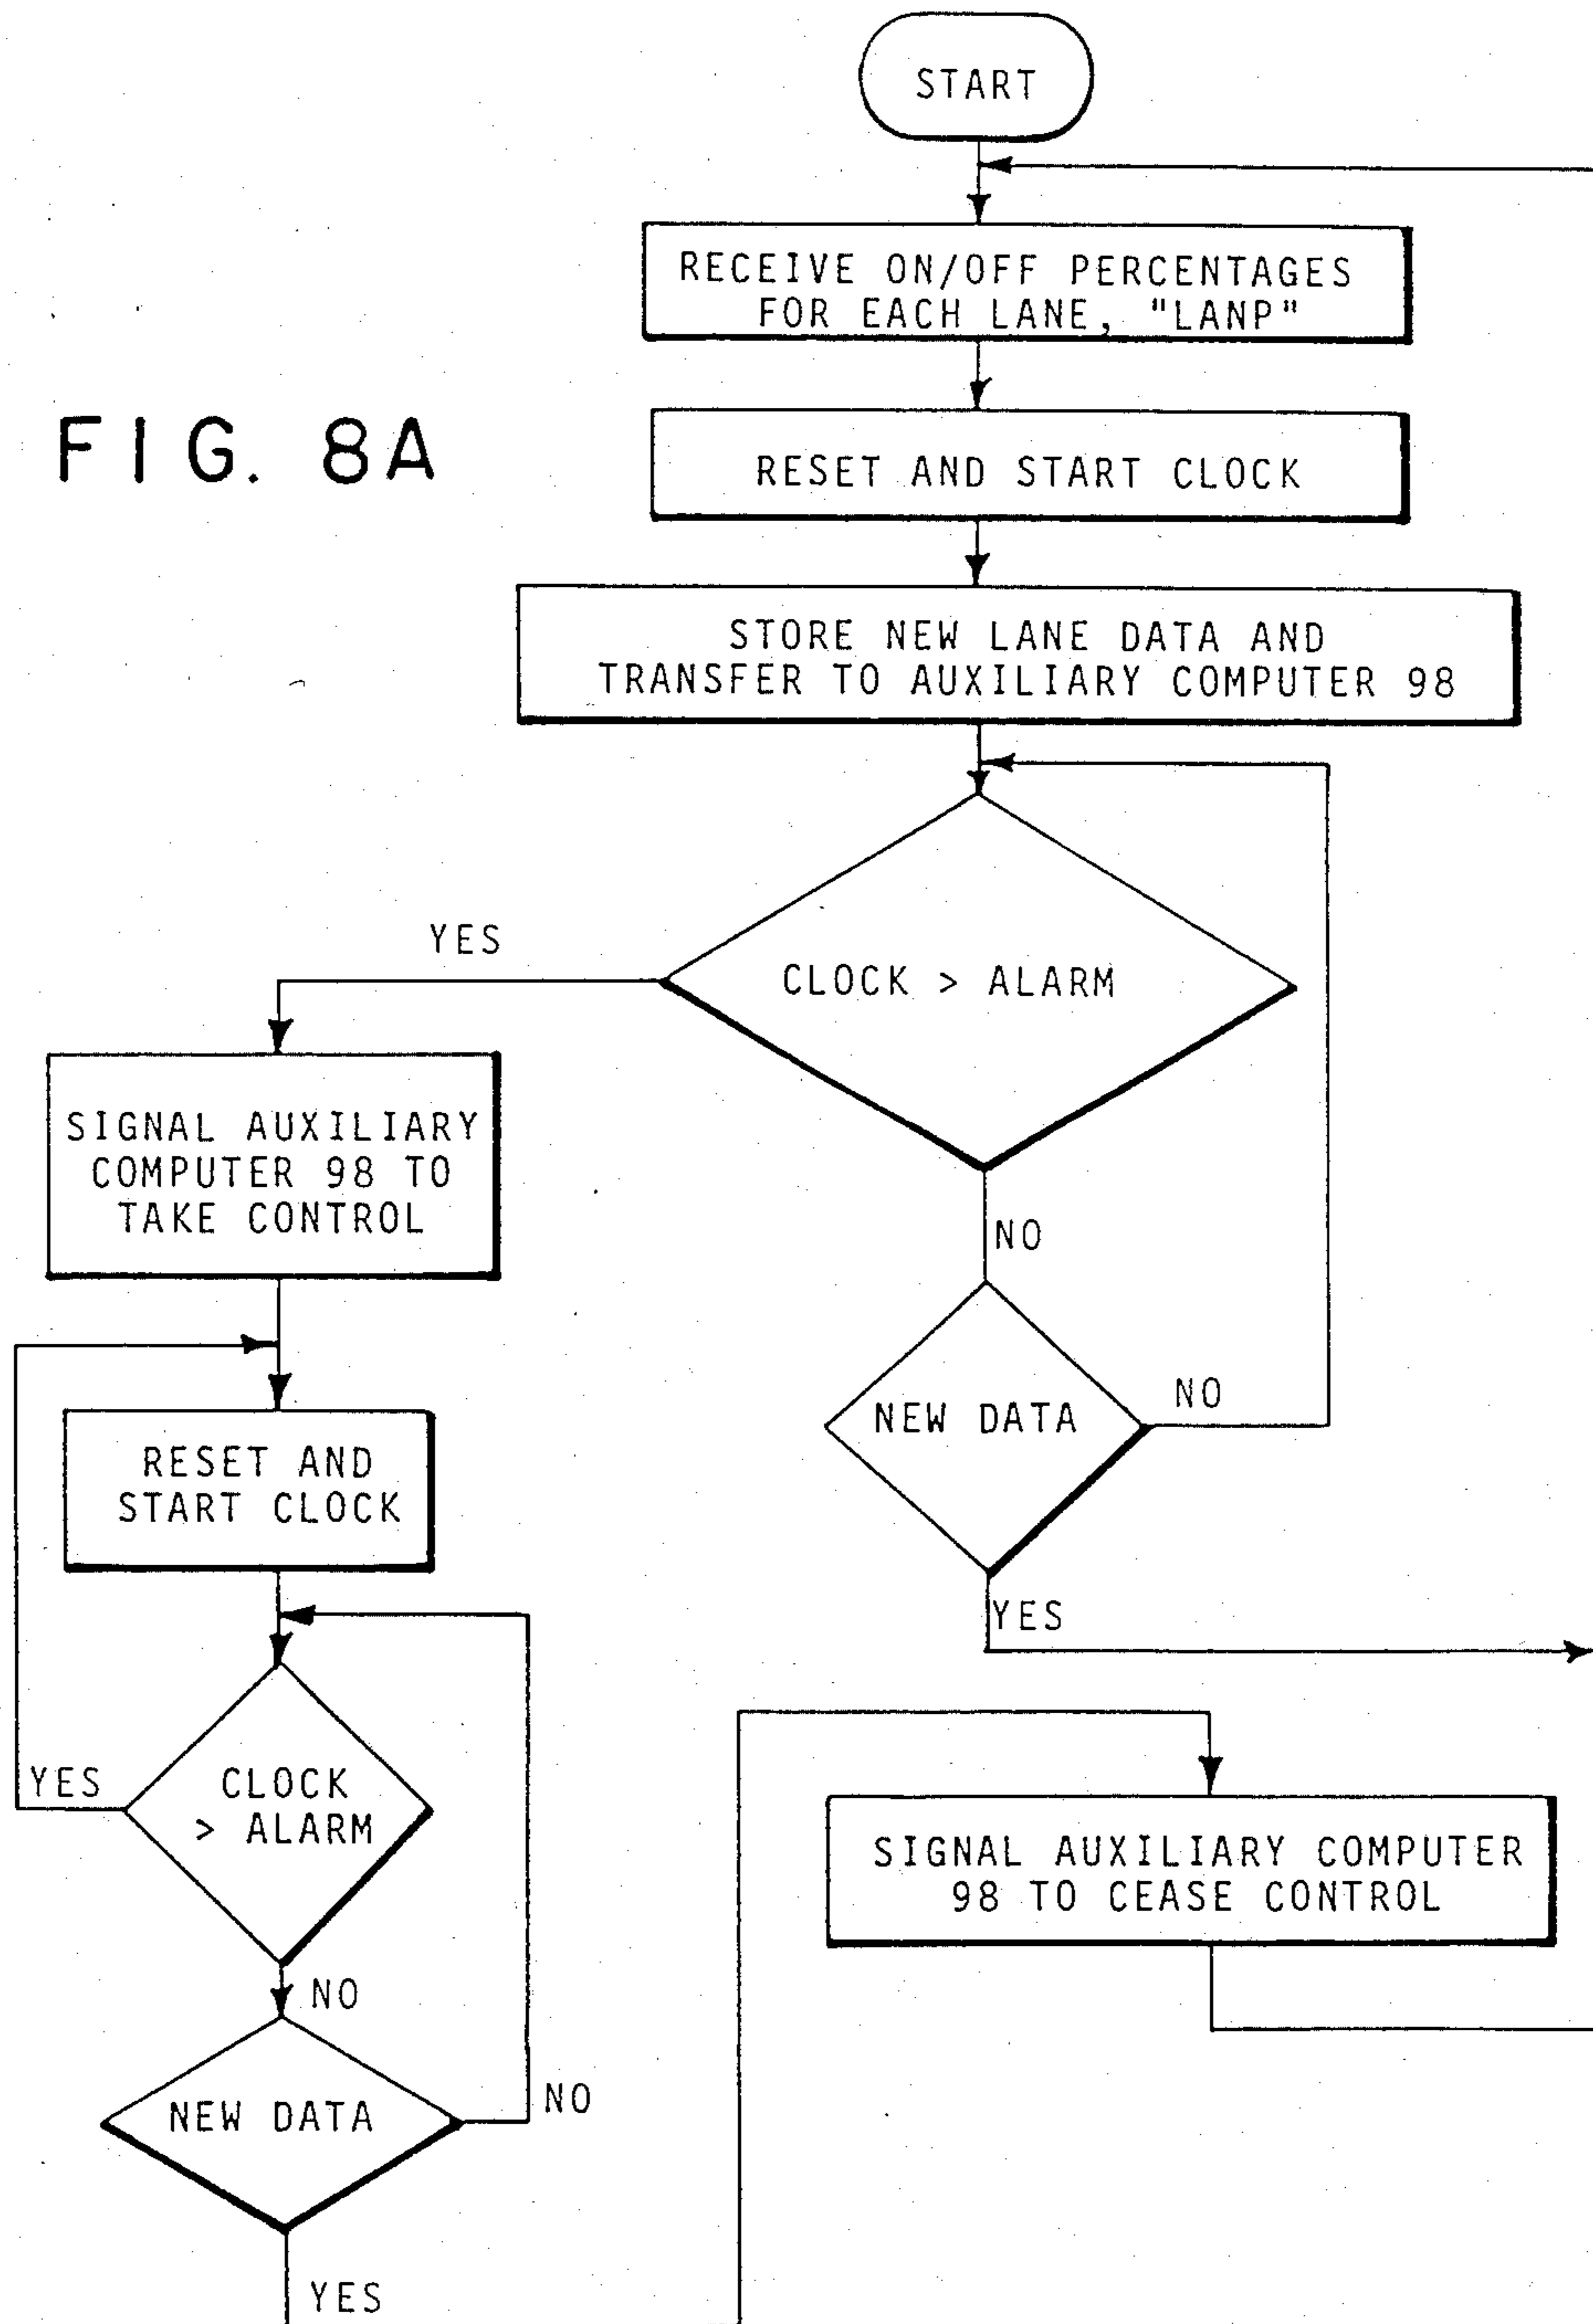 START
RECEIVE ON/OFF PERCENTAGES
FOR EACH LANE, "LANP"
FIG. 8A
RESET AND START CLOCK
STORE NEW LANE DATA AND
TRANSFER TO AUXILIARY COMPUTER 98
YES
CLOCK > ALARM
SIGNAL AUXILIARY
COMPUTER 98 TO
TAKE CONTROL
NO
NEW DATA
NO
RESET AND
START CLOCK
YES
YES
CLOCK
> ALARM
SIGNAL AUXILIARY COMPUTER
98 TO CEASE CONTROL
NO
NEW DATA
NO
YES